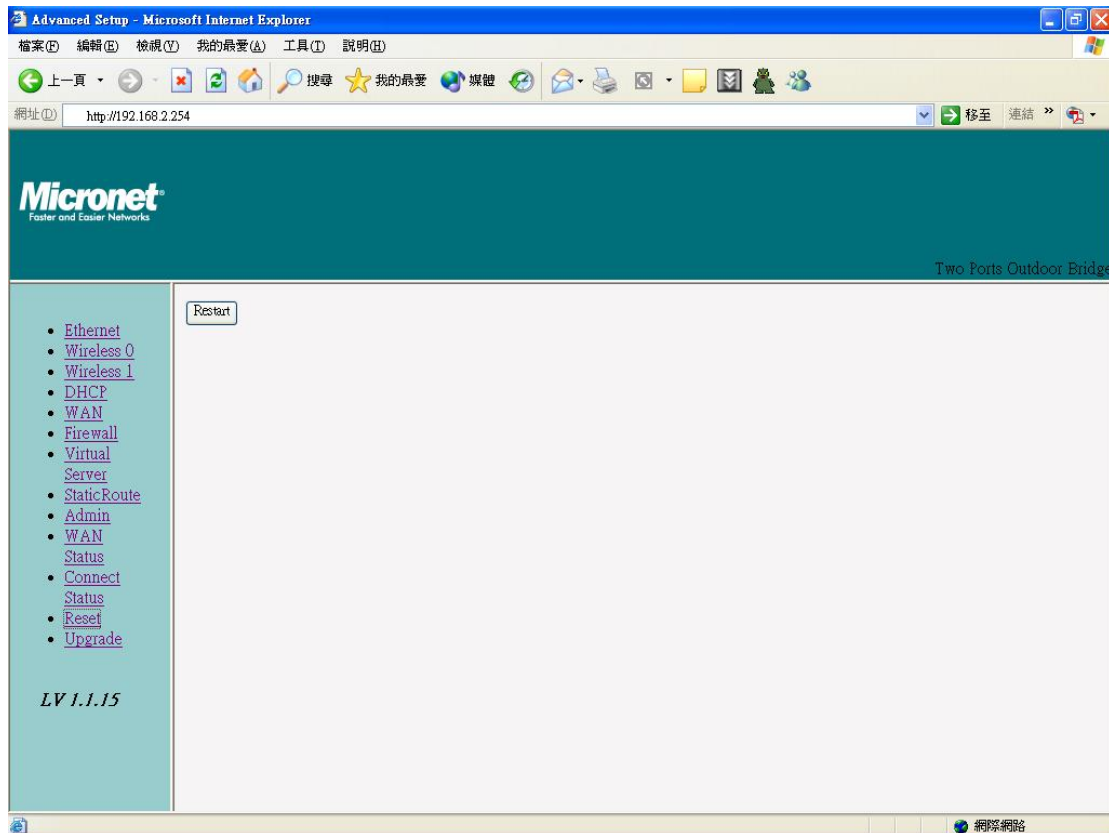 Advanced Setup - Microsoft Internet Explorer
檔案(F) 編輯(E) 檢視(V) 我的最愛(A) 工具(T) 說明(H)
上一頁 搜尋 我的最愛 媒體
網址(D) http://192.168.2.254 移至 連結 »
Micronet®
Faster and Easier Networks
Two Ports Outdoor Bridge
Restart
Ethernet
Wireless 0
Wireless 1
DHCP
WAN
Firewall
Virtual
Server
StaticRoute
Admin
WAN
Status
Connect
Status
Reset
Upgrade
LV 1.1.15
網際網路